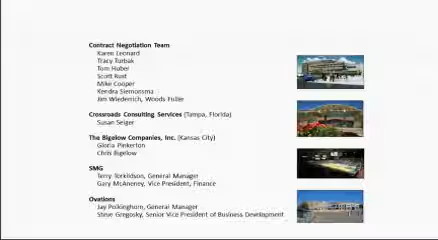 Contract Negotiation Team
Karen Leonard
Tracy Turbak
Tom Huber
Scott Rust
Mike Cooper
Kendra Siemonsma
Jim Wiederrich, Woods Fuller
Crossroads Consulting Services (Tampa, Florida)
Susan Seiger
The Bigelow Companies, Inc. (Kansas City)
Gloria Pinkerton
Chris Bigelow
SMG
Terry Torkildson, General Manager
Gary McAneney, Vice President, Finance
Ovations
Jay Polkinghorn, General Manager
Steve Gregosky, Senior Vice President of Business Development